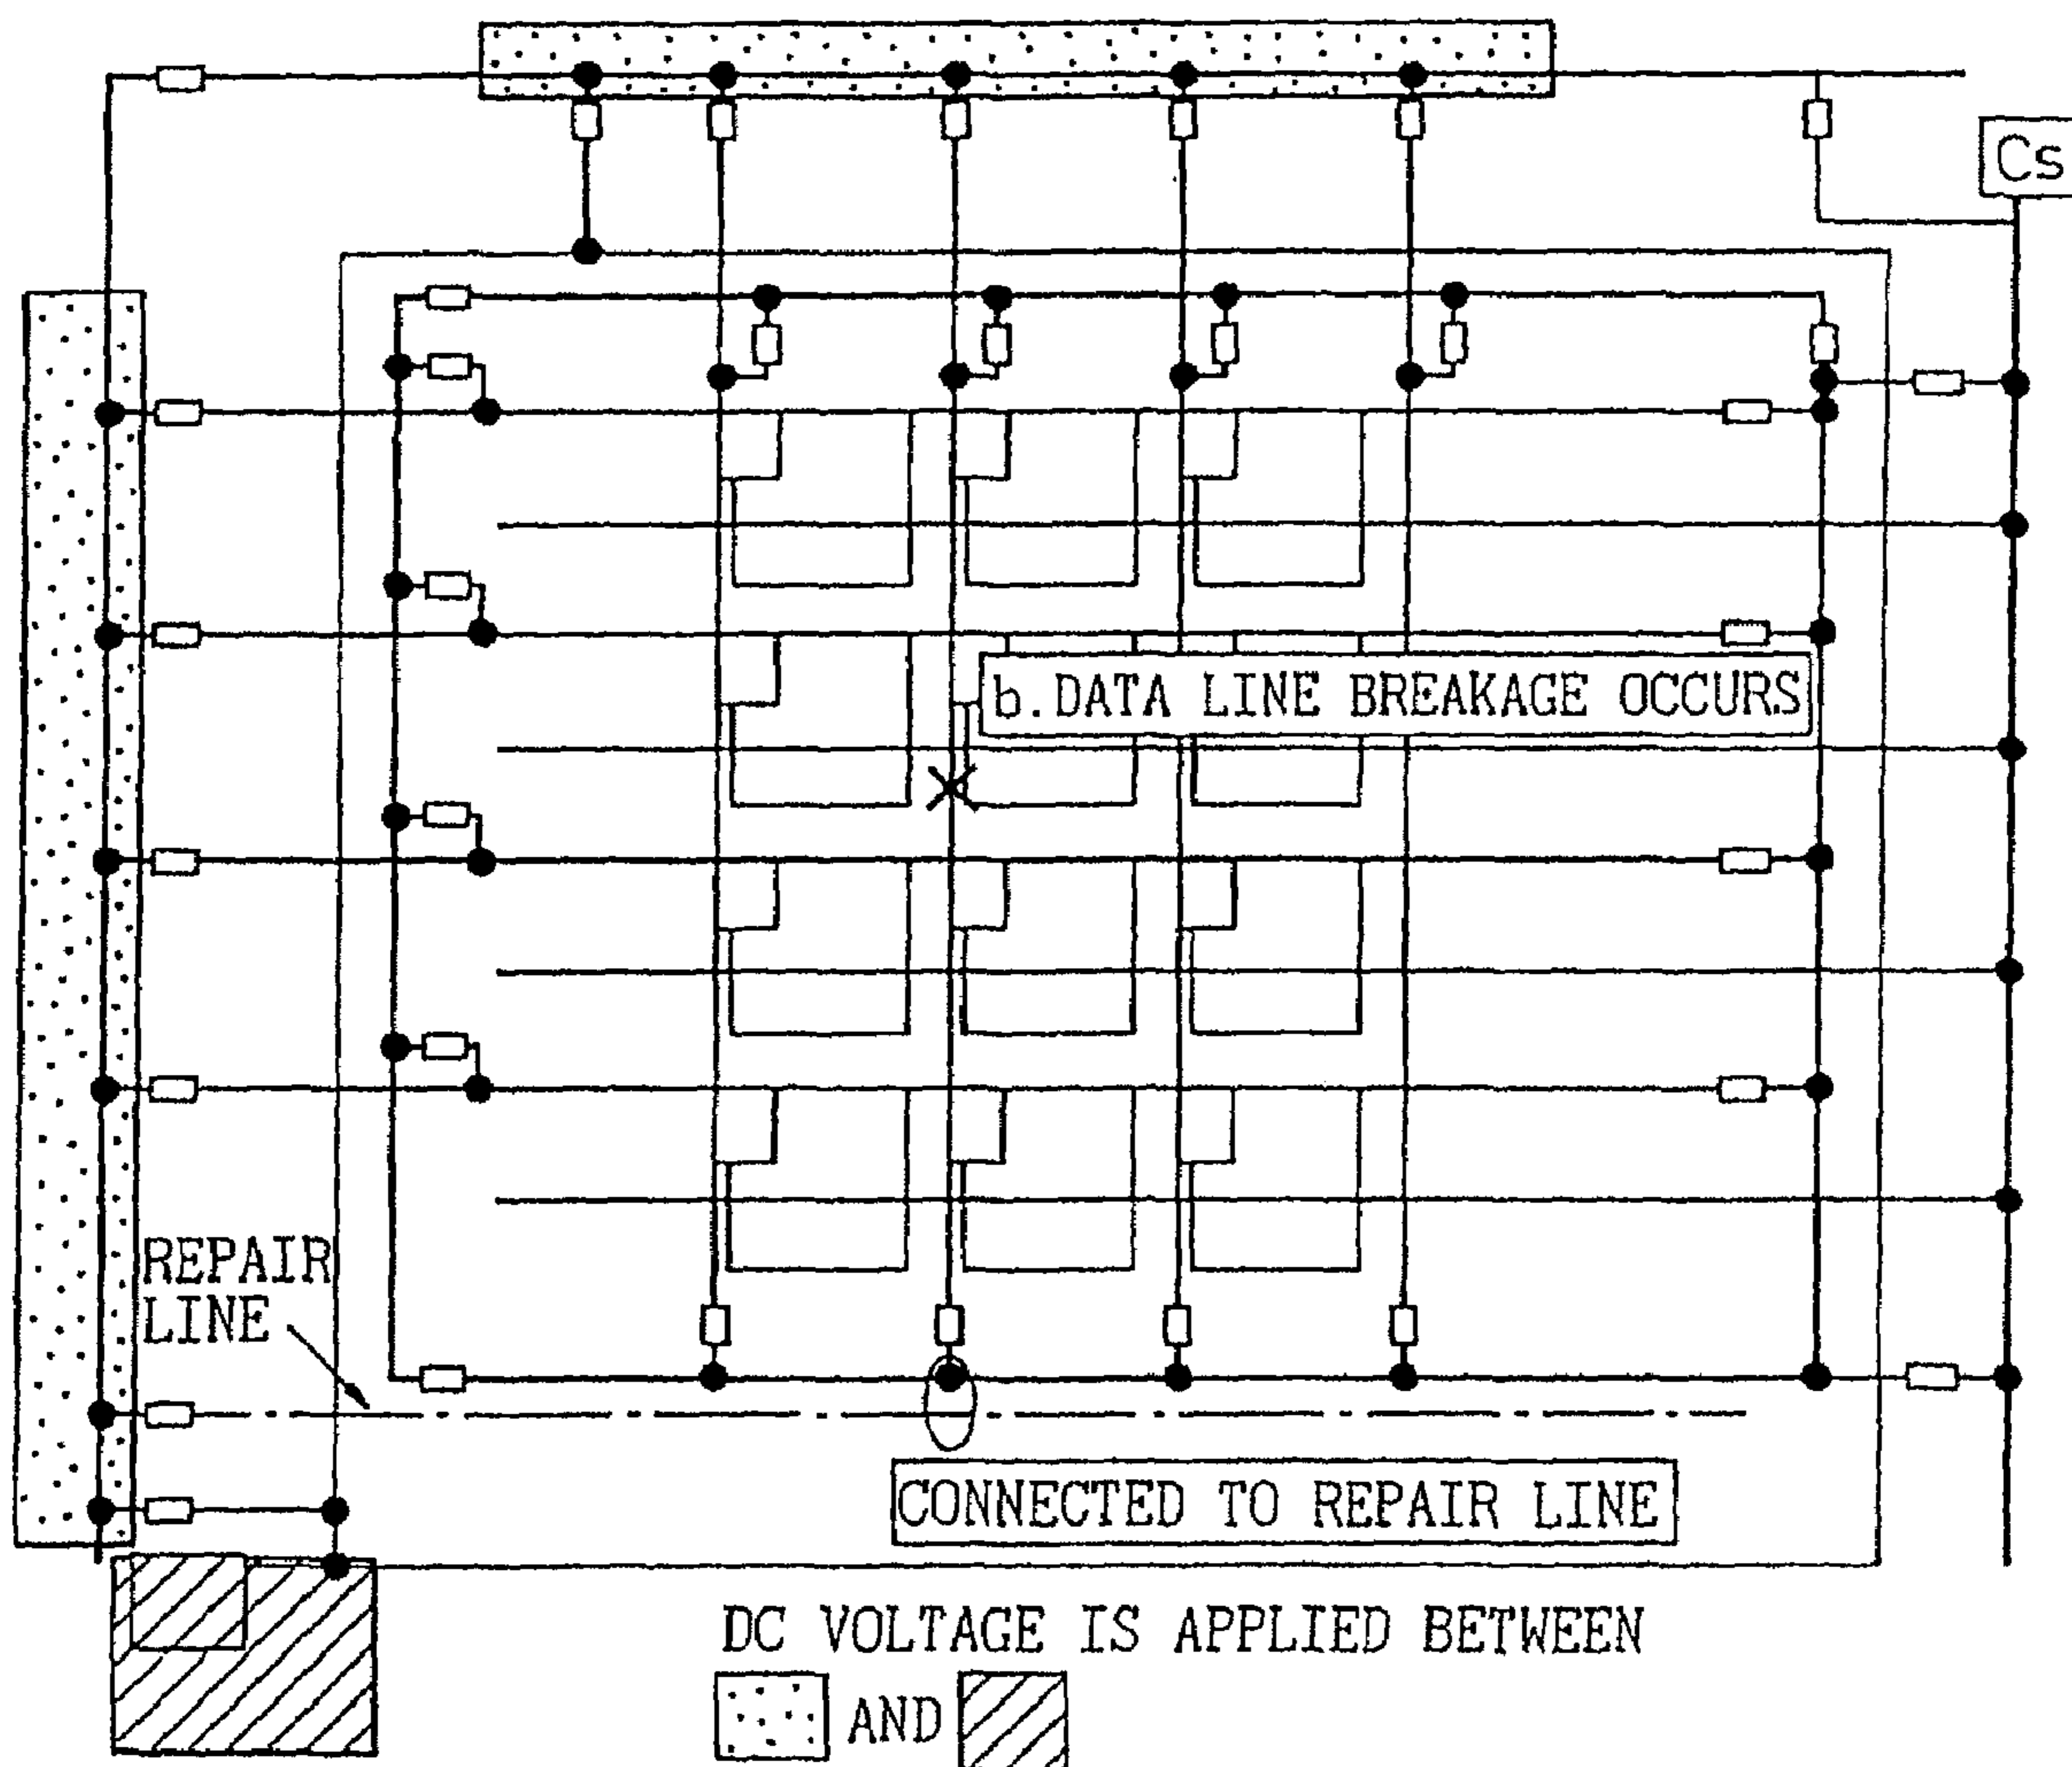 Cs
b.DATA LINE BREAKAGE OCCURS
REPAIR
LINE
CONNECTED TO REPAIR LINE
DC VOLTAGE IS APPLIED BETWEEN
AND